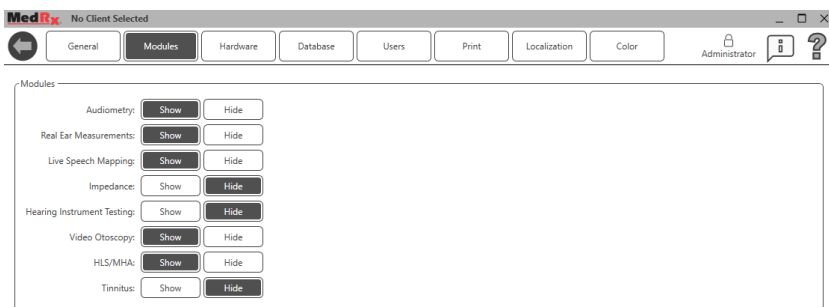 MedRx No Client Selected
General Modules Hardware Database Users Print Localization Color Administrator i ?
Modules
Audiometry: Show Hide
Real Ear Measurements: Show Hide
Live Speech Mapping: Show Hide
Impedance: Show Hide
Hearing Instrument Testing: Show Hide
Video Otoscopy: Show Hide
HLS/MHA: Show Hide
Tinnitus: Show Hide